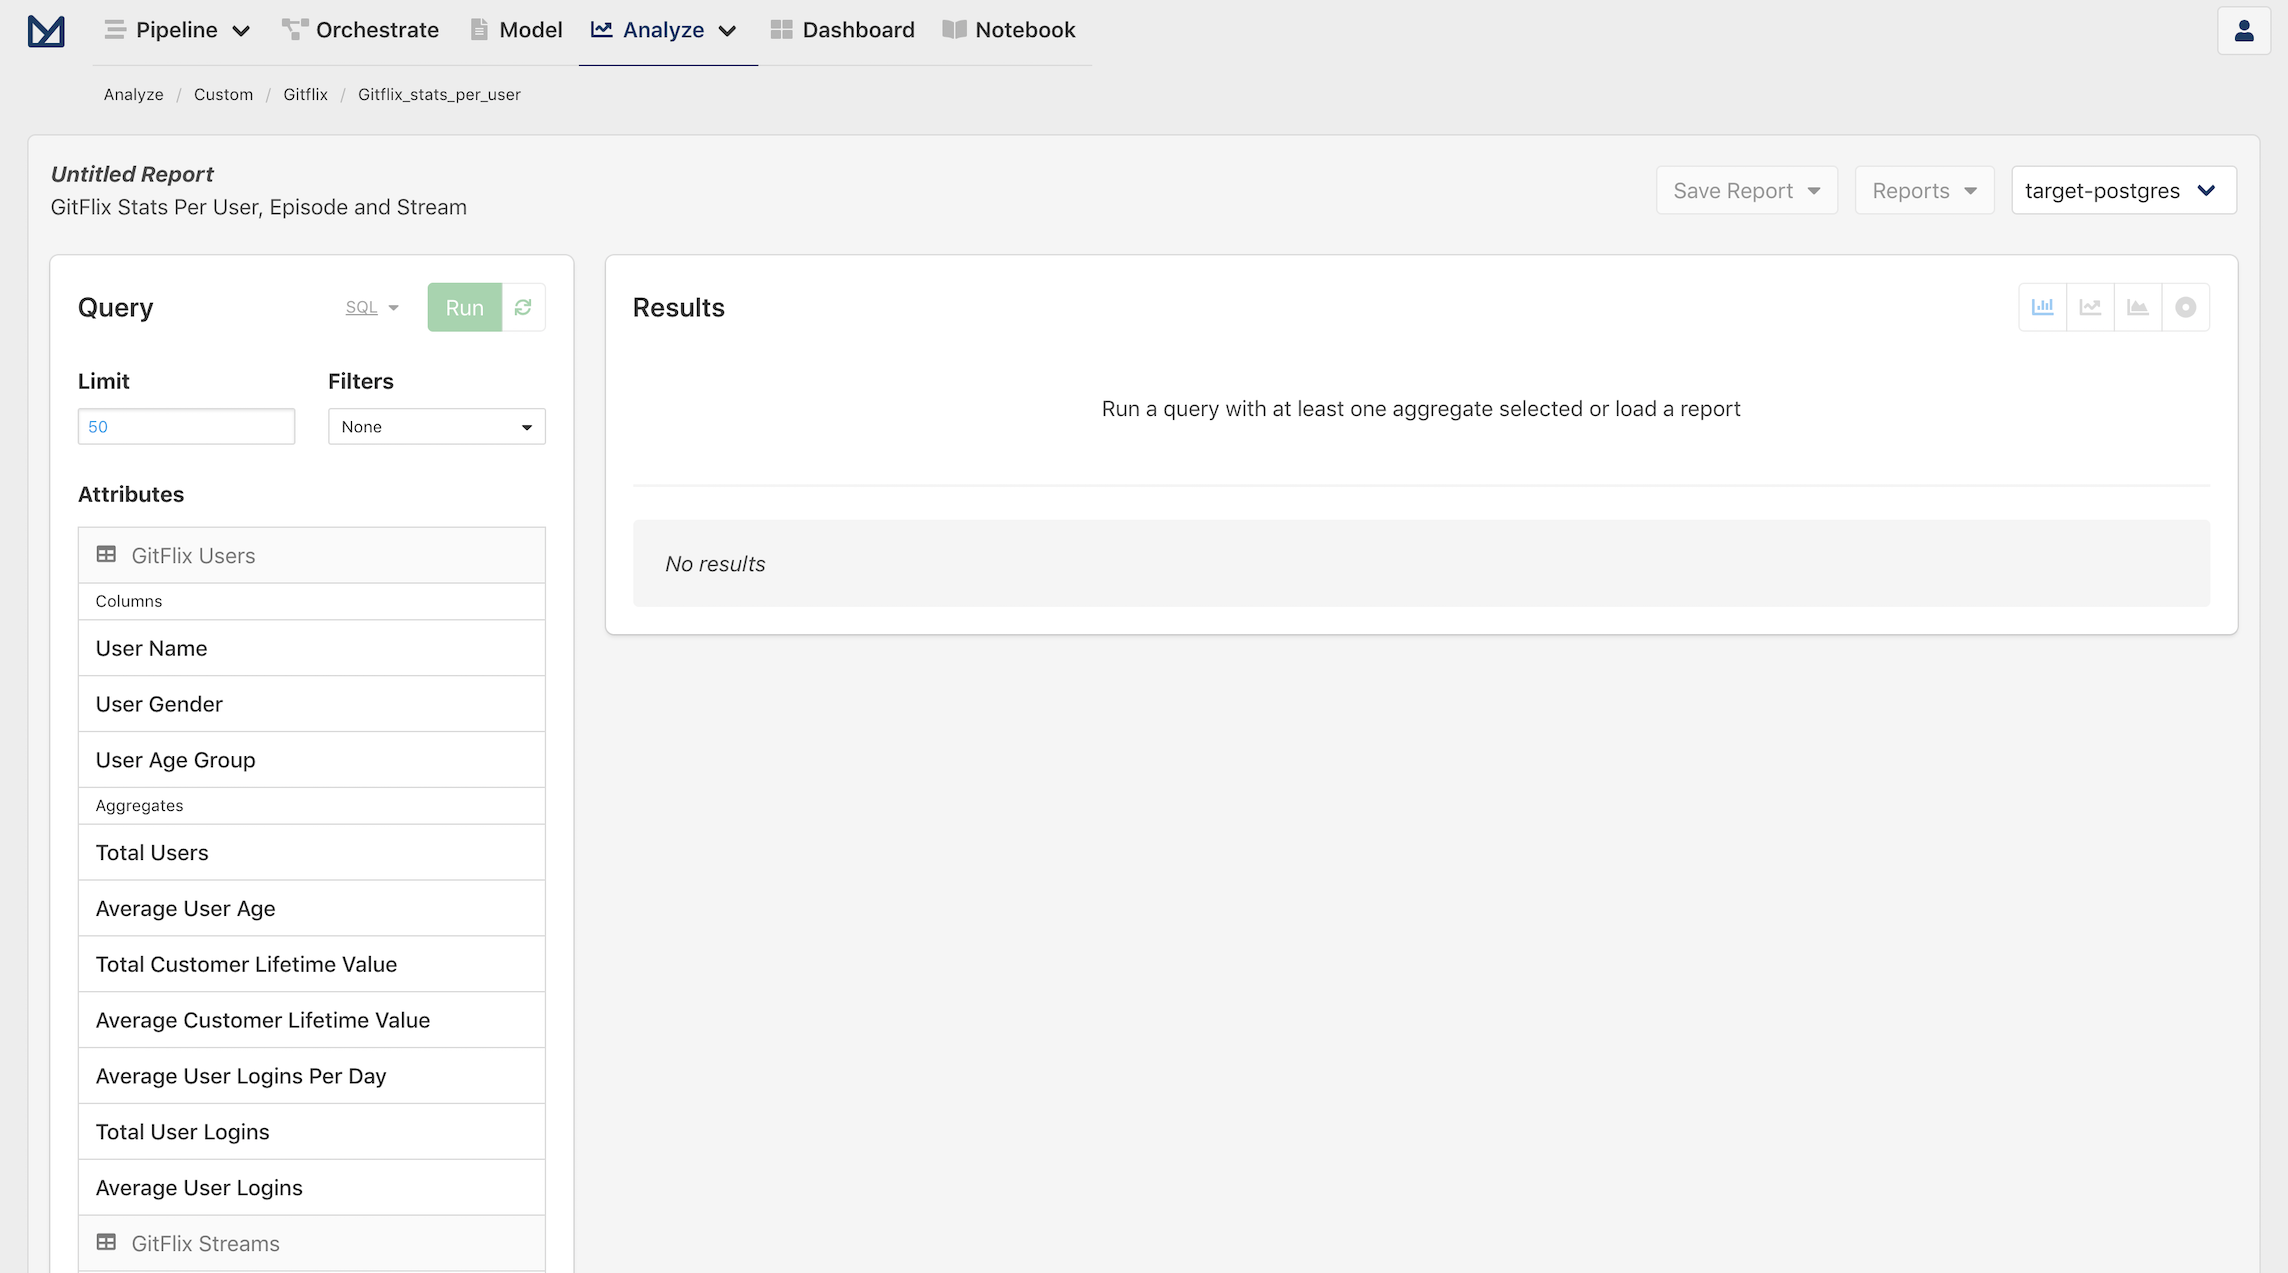 Pipeline Orchestrate Model Analyze Dashboard Notebook
Analyze / Custom / Gitflix / Gitflix_stats_per_user
Untitled Report
GitFlix Stats Per User, Episode and Stream
Save Report Reports target-postgres
Query SQL Run
Limit Filters
50 None
Attributes
GitFlix Users
Columns
User Name
User Gender
User Age Group
Aggregates
Total Users
Average User Age
Total Customer Lifetime Value
Average Customer Lifetime Value
Average User Logins Per Day
Total User Logins
Average User Logins
GitFlix Streams
Results
Run a query with at least one aggregate selected or load a report
No results